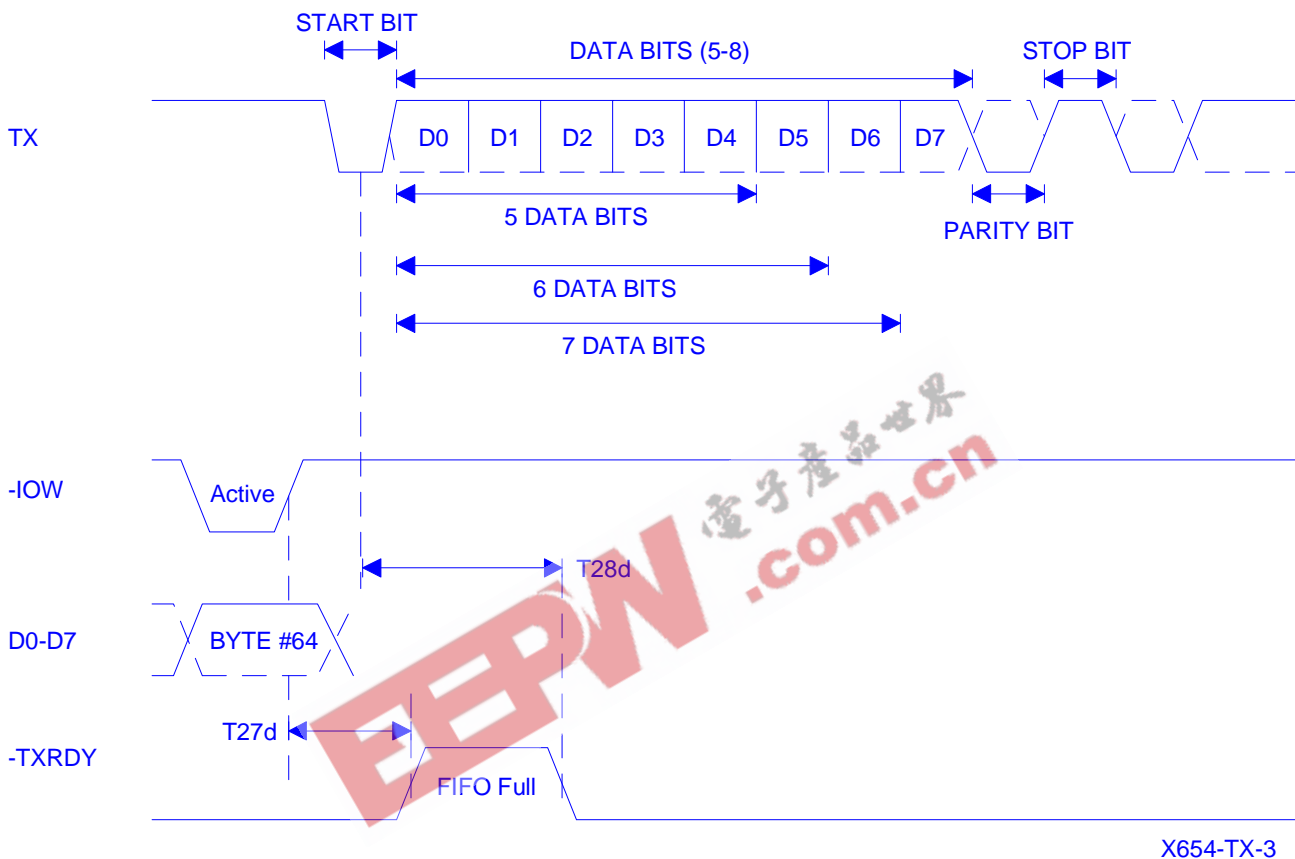 START BIT
DATA BITS (5-8)
STOP BIT
TX
D0 D1 D2 D3 D4 D5 D6 D7
5 DATA BITS
PARITY BIT
6 DATA BITS
7 DATA BITS
-IOW
Active
T28d
D0-D7
BYTE #64
T27d
-TXRDY
FIFO Full
X654-TX-3
EEPW
電子產品世界
.com.cn